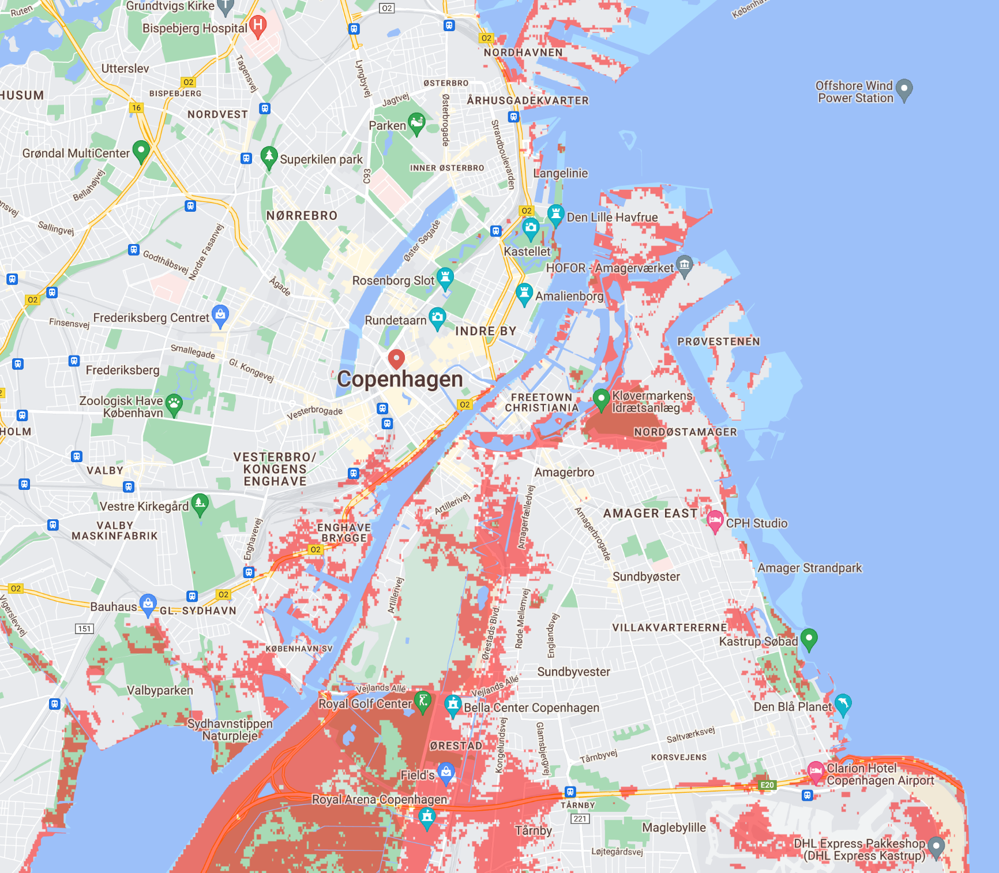 Ruten
Grundtvigs Kirke
O2
København
Bispebjerg Hospital
O2
NORDHAVNEN
Utterslev
Tagensvej
Lyngbyvej
O2
ØSTERBRO
Offshore Wind
Power Station
HUSUM
BISPEBJERG
16
NORDVEST
Jagtvej
ÅRHUSGADEKVARTER
Østerbrogade
Parken
Strandboulevarden
Grøndal MultiCenter
Superkilen park
INNER ØSTERBRO
C93
Langelinie
Bellahøjvej
ensvej
Sallingvej
NØRREBRO
O2
Den Lille Havfrue
Nordre Fasanvej
Øster Søgade
Kastellet
Godthåbsvej
HOFOR - Amagerværket
Ågade
Rosenborg Slot
Amalienborg
O2
Finsensvej
Frederiksberg Centret
Rundetaarn
INDRE BY
PRØVESTENEN
Smallegade
Gl. Kongevej
Frederiksberg
Copenhagen
2
Zoologisk Have
København
FREETOWN
CHRISTIANIA
Kløvermarkens
Idrætsanlæg
O2
Vesterbrogade
HOLM
NORDØSTAMAGER
VESTERBRO/
KONGENS
ENGHAVE
VALBY
Amagerbro
Vestre Kirkegård
Artillerivej
Amagerfælledvej
AMAGER EAST
CPH Studio
VALBY
MASKINFABRIK
ENGHAVE
BRYGGE
Enghavevej
Amagerbrogade
O2
Amager Strandpark
Sundbyøster
O2
O2
Artillerivej
Bauhaus
GL. SYDHAVN
Vigerslevvej
151
Ørestads Blvd.
Røde Mellemvej
Englandsvej
VILLAKVARTERERNE
Kastrup Søbad
KØBENHAVN SV
Sundbyvester
Valbyparken
Vejlands Allé
Vejlands Allé
Royal Golf Center
Bella Center Copenhagen
Den Blå Planet
Sydhavnstippen
Naturpleje
Kongelundsvej
Glamsbjergvej
Saltværksvej
ØRESTAD
Tårnbyvej
KORSVEJENS
Field's
Clarion Hotel
Copenhagen Airport
E20
Royal Arena Copenhagen
TÅRNBY
221
Tårnby
Maglebylille
DHL Express Pakkeshop
(DHL Express Kastrup)
Løjtegårdsvej